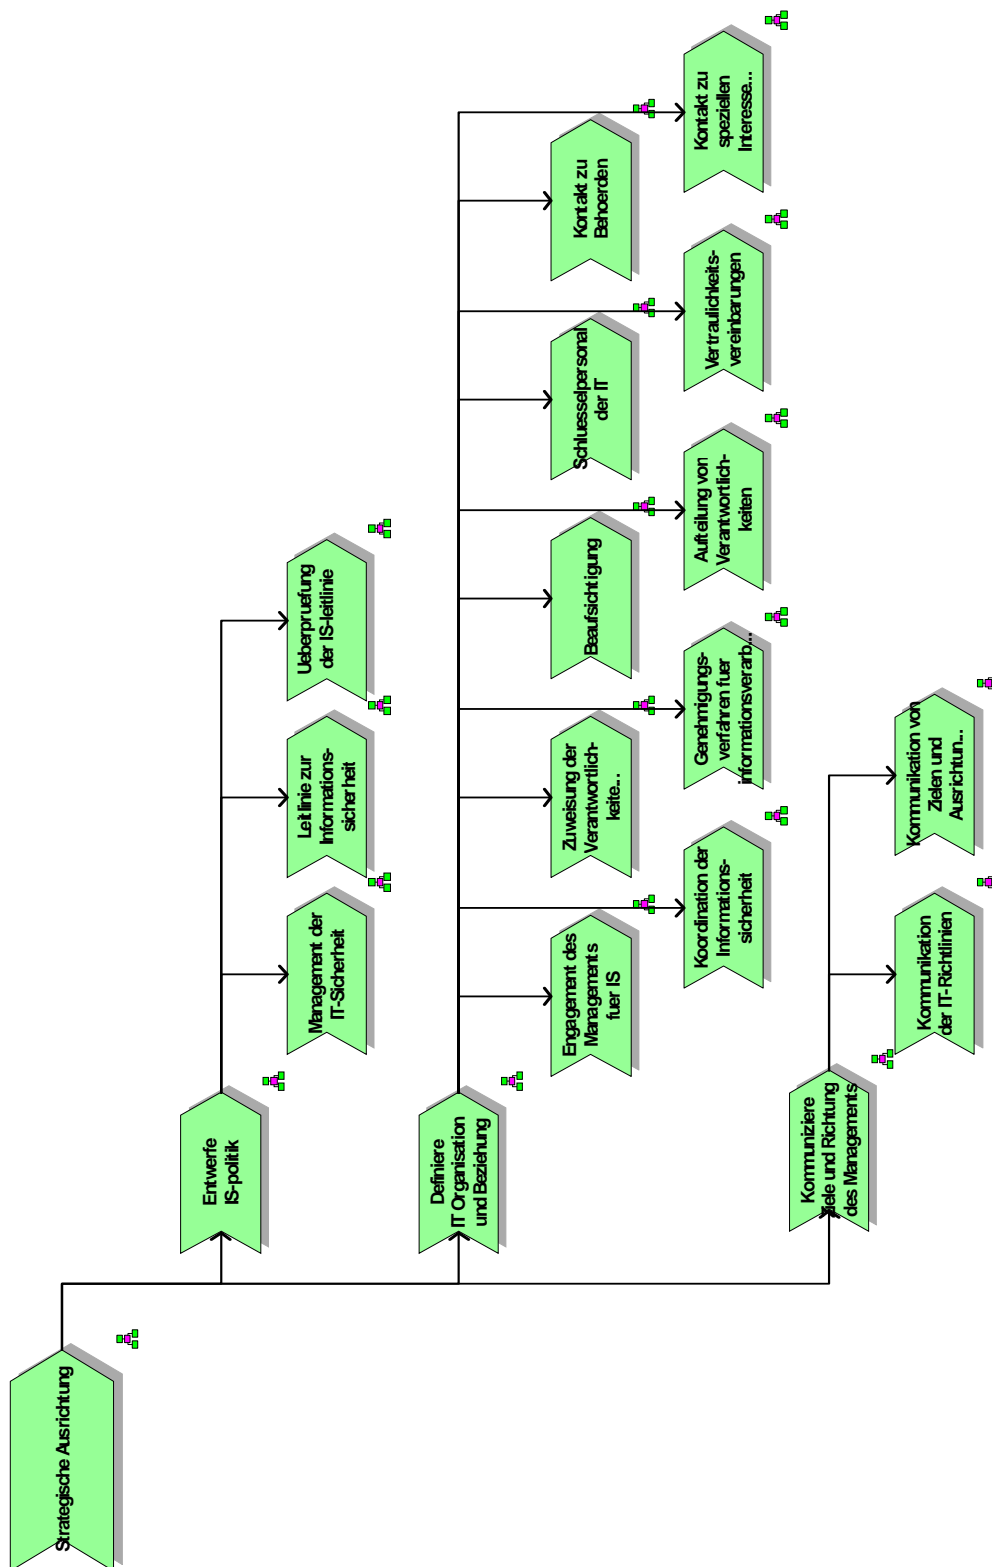 Strategische Ausrichtung
Entwerfe
IS-politik
Management der
IT-Sicherheit
Leitlinie zur
Informations-
sicherheit
Ueberpruefung
der IS-leitlinie
Definiere
IT Organisation
und Beziehung
Engagement des
Managements
fuer IS
Koordination der
Informations-
sicherheit
Zuweisung der
Verantwortlich-
keite...
Genehmigungs-
verfahren fuer
informationsverarb...
Beaufsichtigung
Aufteilung von
Verantwortlich-
keiten
Schluesselpersonal
der IT
Vertraulichkeits-
vereinbarungen
Kontakt zu
Behoerden
Kontakt zu
speziellen
Interesse...
Kommuniziere
Ziele und Richtung
des Managements
Kommunikation
der IT-Richtlinien
Kommunikation von
Zielen und
Ausrichtun...